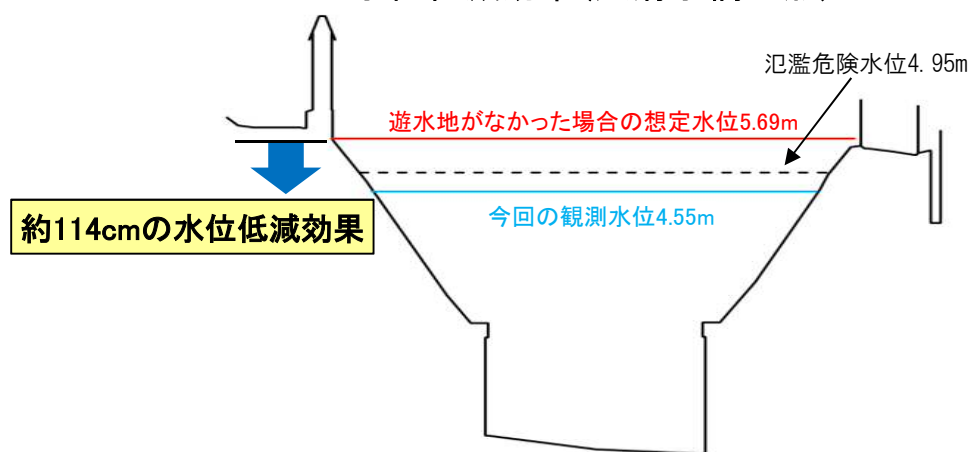 氾濫危険水位4.95m
遊水地がなかった場合の想定水位5.69m
今回の観測水位4.55m
約114cmの水位低減効果